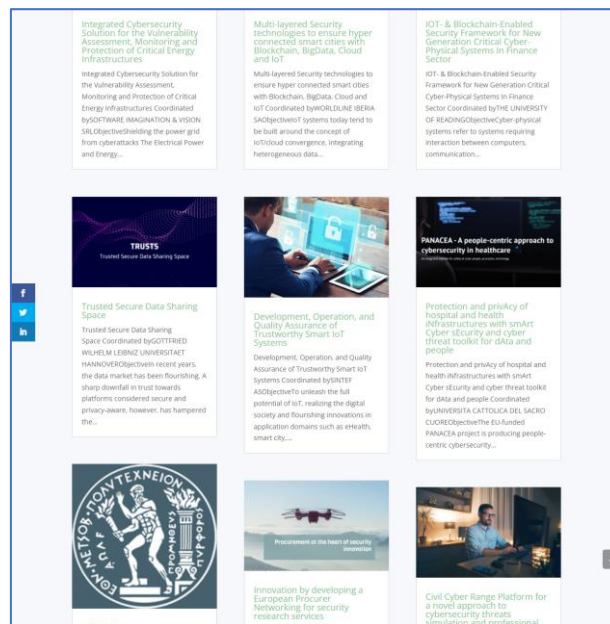 Integrated Cybersecurity
Solution for the Vulnerability
Assessment, Monitoring and
Protection of Critical Energy
Infrastructures
Integrated Cybersecurity Solution for
the Vulnerability Assessment,
Monitoring and Protection of Critical
Energy Infrastructures Coordinated
bySOFTWARE IMAGINATION & VISION
SRLObjectiveShielding the power grid
from cyberattacks The Electrical Power
and Energy...
Multi-layered Security
technologies to ensure hyper
connected smart cities with
Blockchain, BigData, Cloud
and IoT
Multi-layered Security technologies to
ensure hyper connected smart cities
with Blockchain, BigData, Cloud and
IoT Coordinated byWORLDLINE IBERIA
SAObjectiveIoT systems today tend to
be built around the concept of
IoT/cloud convergence, integrating
heterogeneous data...
IOT- & Blockchain-Enabled
Security Framework for New
Generation Critical Cyber-
Physical Systems In Finance
Sector
IOT- & Blockchain-Enabled Security
Framework for New Generation Critical
Cyber-Physical Systems In Finance
Sector Coordinated byTHE UNIVERSITY
OF READINGObjectiveCyber-physical
systems refer to systems requiring
interaction between computers,
communication...
TRUSTS
Trusted Secure Data Sharing Space
Trusted Secure Data Sharing
Space
Trusted Secure Data Sharing
Space Coordinated byGOTTFRIED
WILHELM LEIBNIZ UNIVERSITAET
HANNOVERObjectiveIn recent years,
the data market has been flourishing. A
sharp downfall in trust towards
platforms considered secure and
privacy-aware, however, has hampered
the...
Development, Operation, and
Quality Assurance of
Trustworthy Smart IoT
Systems
Development, Operation, and Quality
Assurance of Trustworthy Smart IoT
Systems Coordinated bySINTEF
ASObjectiveTo unleash the full
potential of IoT, realizing the digital
society and flourishing innovations in
application domains such as eHealth,
smart city,...
PANACEA - A people-centric approach to
cybersecurity in healthcare
Protection and privAcy of
hospital and health
iNfrastructures with smArt
Cyber sEcurity and cyber
threat toolkit for dAta and
people
Protection and privAcy of hospital and
health iNfrastructures with smArt
Cyber sEcurity and cyber threat toolkit
for dAta and people Coordinated
byUNIVERSITA CATTOLICA DEL SACRO
CUOREObjectiveThe EU-funded
PANACEA project is producing people-
centric cybersecurity...
f
in
ΕΘΝ·ΜΕΤΣΟΒ·ΠΟΛΥΤΕΧΝΕΙΟΝ
ΠΡΟΜΗΘΕΥΣ
ΠΥΡΦΟΡΟΣ
Procurement at the heart of security
innovation
Innovation by developing a
European Procurer
Networking for security
research services
Civil Cyber Range Platform for
a novel approach to
cybersecurity threats
simulation and professional